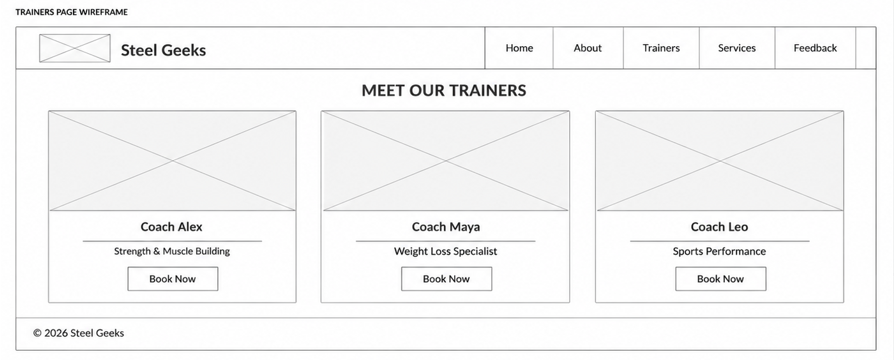 TRAINERS PAGE WIREFRAME
Steel Geeks
Home
About
Trainers
Services
Feedback
MEET OUR TRAINERS
Coach Alex
Strength & Muscle Building
Book Now
Coach Maya
Weight Loss Specialist
Book Now
Coach Leo
Sports Performance
Book Now
© 2026 Steel Geeks